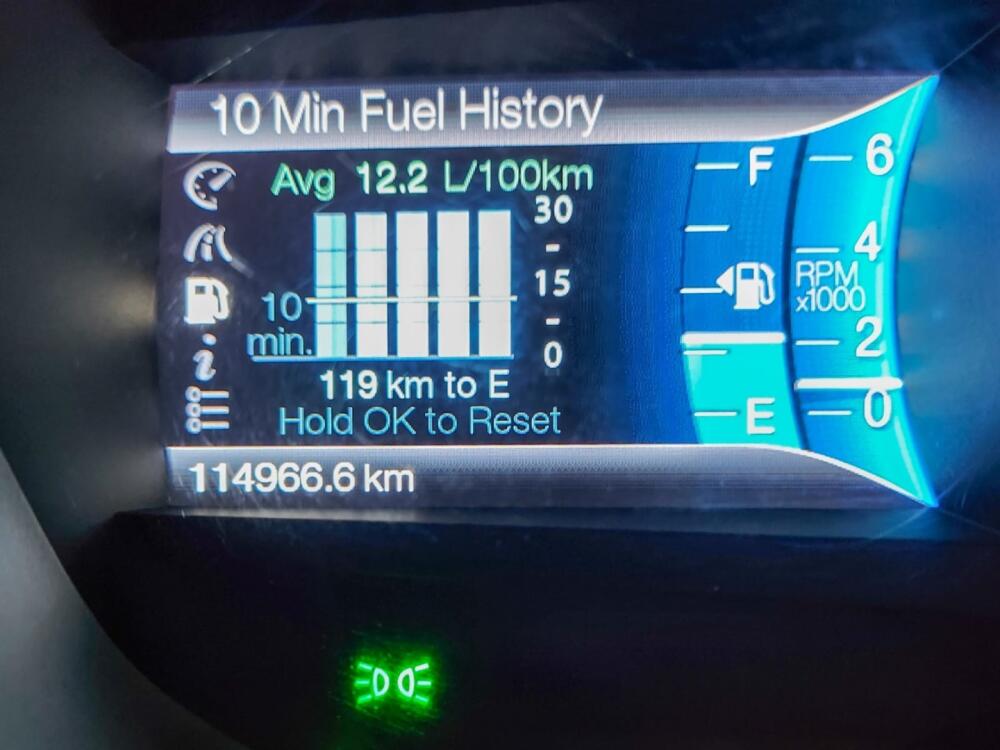 10 Min Fuel History
Avg 12.2 L/100km
30
-
15
-
0
10
min.
119 km to E
Hold OK to Reset
114966.6 km
F
E
6
4
RPM
x1000
2
0